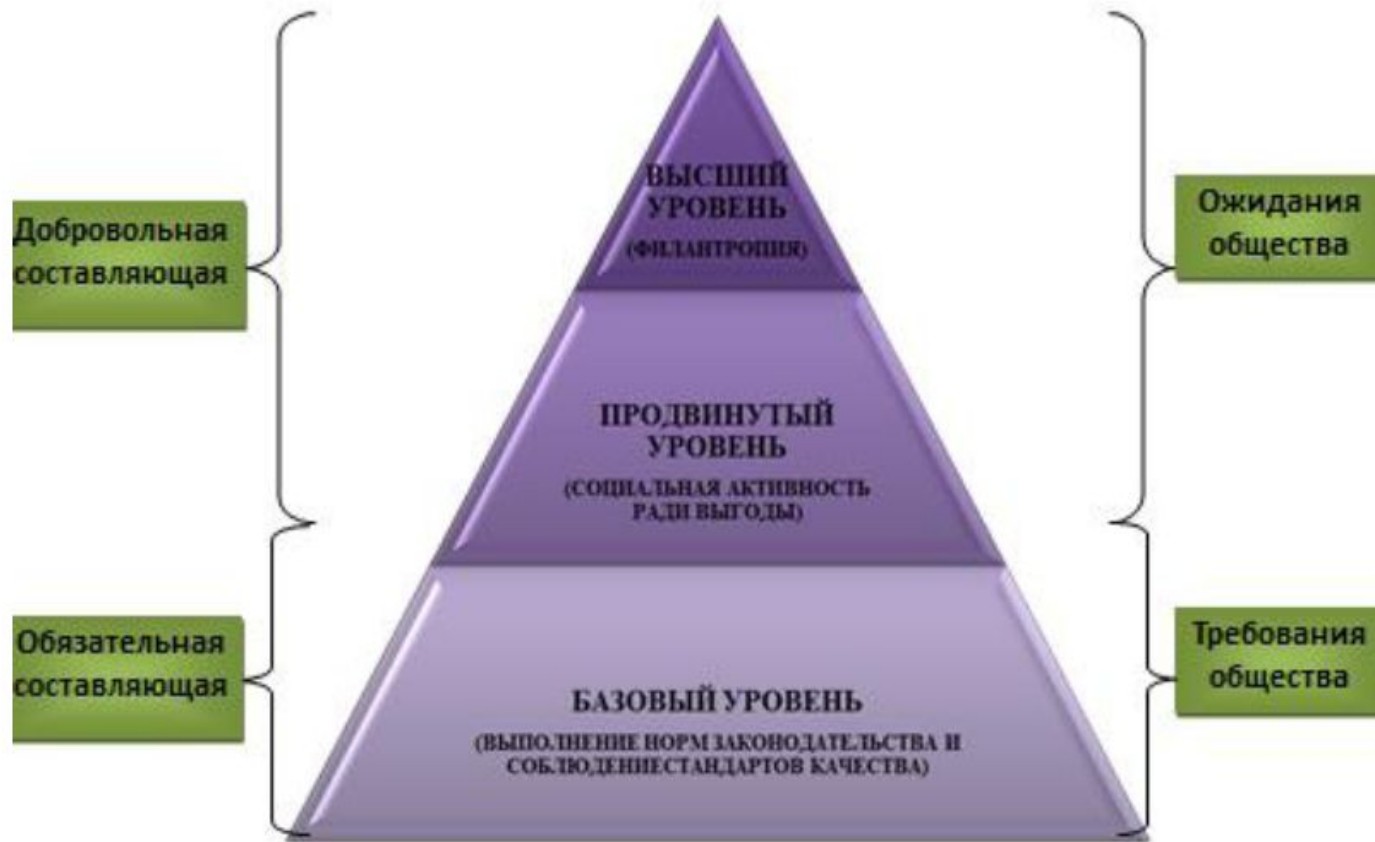 ВЫСШИЙ
УРОВЕНЬ
(ФИЛАНТРОПИЯ)
Добровольная
составляющая
Ожидания
общества
ПРОДВИНУТЫЙ
УРОВЕНЬ
(СОЦИАЛЬНАЯ АКТИВНОСТЬ
РАДИ ВЫГОДЫ)
Обязательная
составляющая
Требования
общества
БАЗОВЫЙ УРОВЕНЬ
(ВЫПОЛНЕНИЕ НОРМ ЗАКОНОДАТЕЛЬСТВА И
СОБЛЮДЕНИЕСТАНДАРТОВ КАЧЕСТВА)